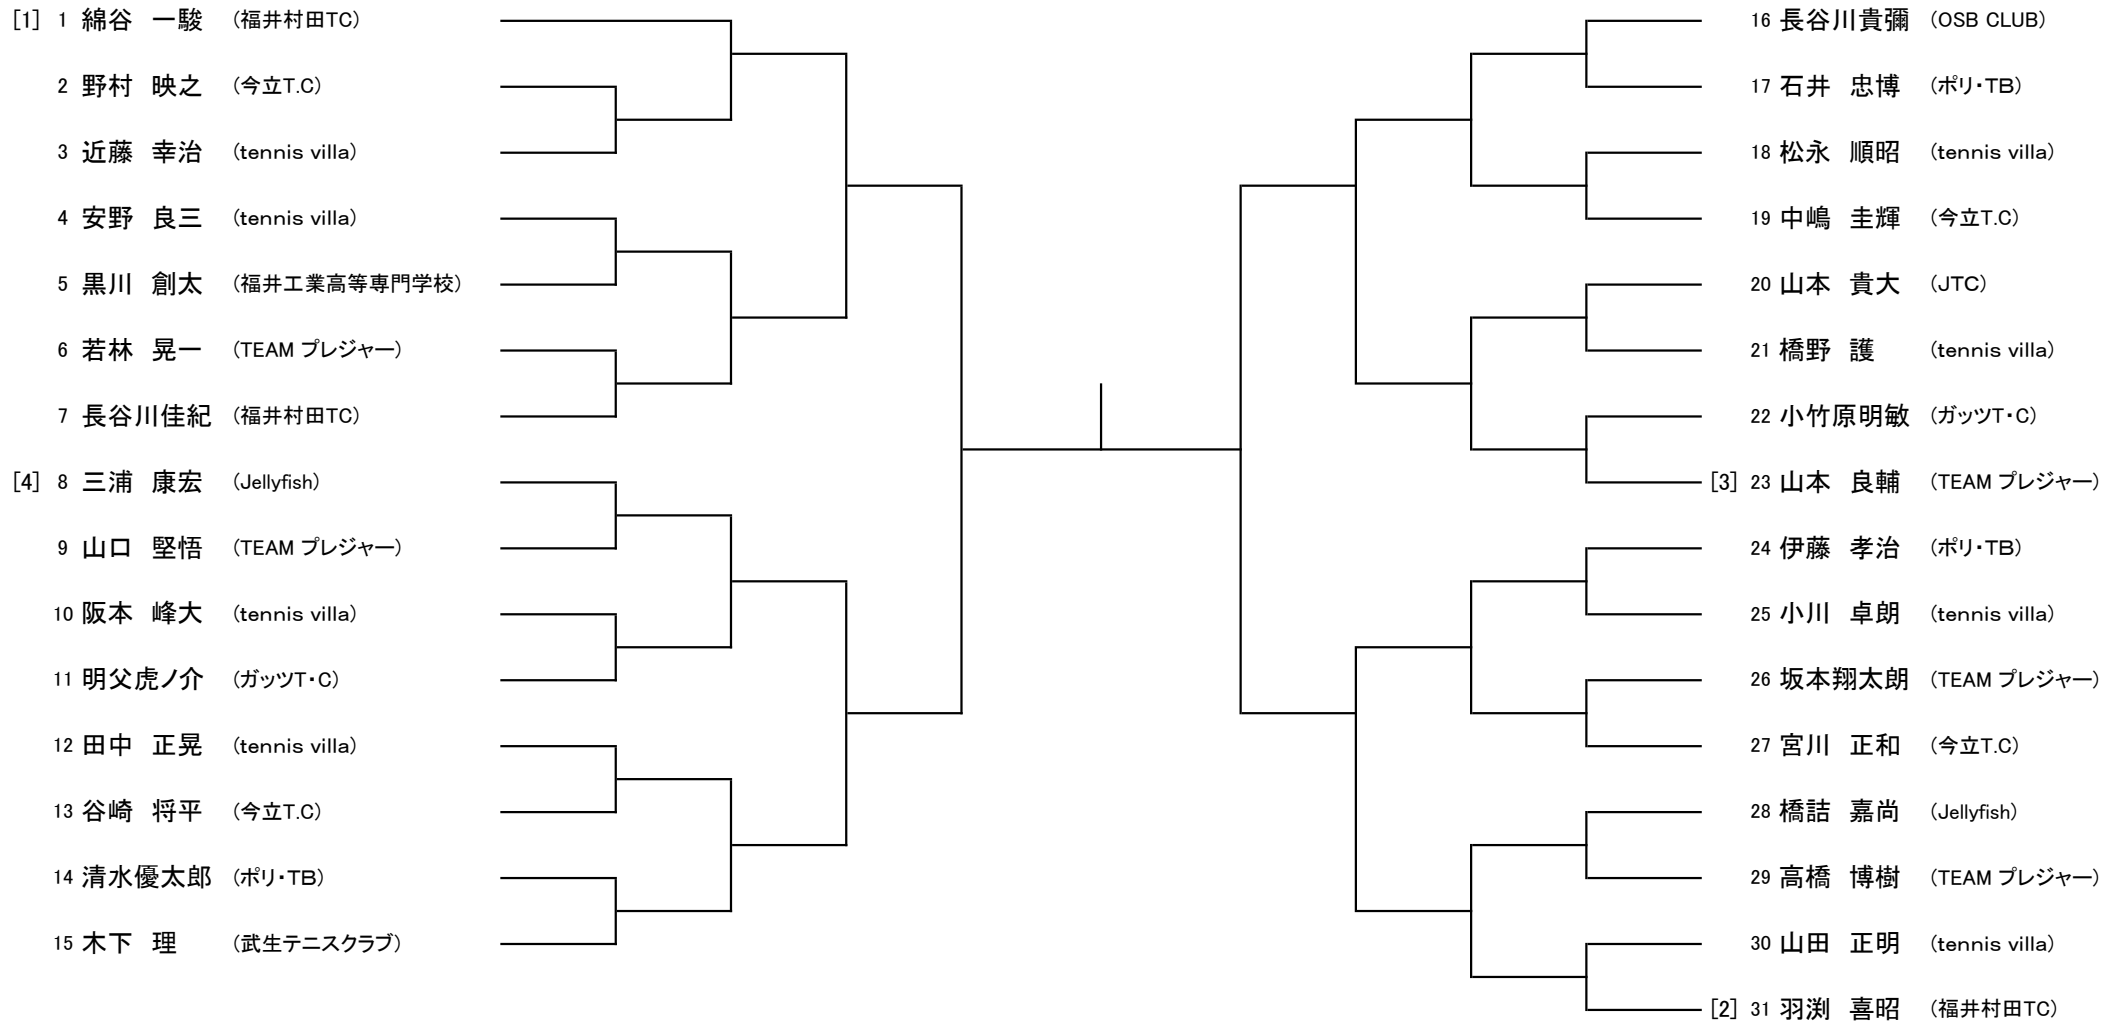 [1] 1 綿谷 一駿 (福井村田TC)
2 野村 映之 (今立T.C)
3 近藤 幸治 (tennis villa)
4 安野 良三 (tennis villa)
5 黒川 創太 (福井工業高等専門学校)
6 若林 晃一 (TEAM プレジャー)
7 長谷川佳紀 (福井村田TC)
[4] 8 三浦 康宏 (Jellyfish)
9 山口 堅悟 (TEAM プレジャー)
10 阪本 峰大 (tennis villa)
11 明父虎ノ介 (ガッツT・C)
12 田中 正晃 (tennis villa)
13 谷崎 将平 (今立T.C)
14 清水優太郎 (ポリ・TB)
15 木下 理 (武生テニスクラブ)
16 長谷川貴彌 (OSB CLUB)
17 石井 忠博 (ポリ・TB)
18 松永 順昭 (tennis villa)
19 中嶋 圭輝 (今立T.C)
20 山本 貴大 (JTC)
21 橋野 護 (tennis villa)
22 小竹原明敏 (ガッツT・C)
[3] 23 山本 良輔 (TEAM プレジャー)
24 伊藤 孝治 (ポリ・TB)
25 小川 卓朗 (tennis villa)
26 坂本翔太朗 (TEAM プレジャー)
27 宮川 正和 (今立T.C)
28 橋詰 嘉尚 (Jellyfish)
29 高橋 博樹 (TEAM プレジャー)
30 山田 正明 (tennis villa)
[2] 31 羽渕 喜昭 (福井村田TC)